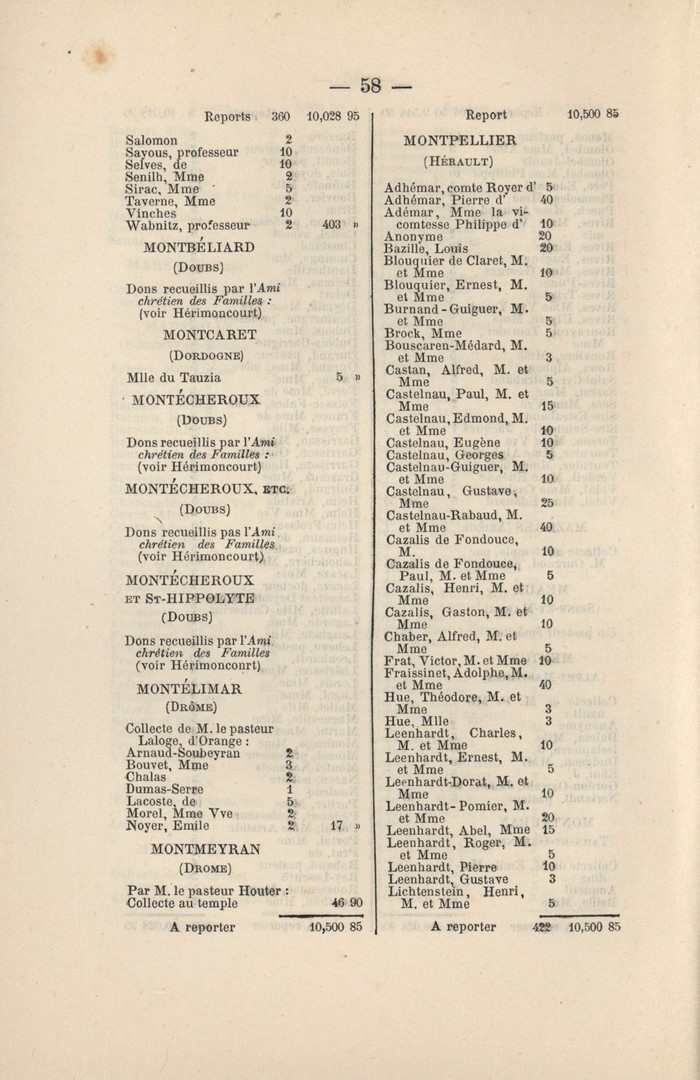 — 58 —
Reports 360 10,028 95
Salomon 2
Sayous, professeur 10
Selves, de 10
Senilh, Mme 2
Sirac, Mme 5
Taverne, Mme 2
Vinches 10
Wabnitz, professeur 2 403 »
MONTBÉLIARD
(DOUBS)
Dons recueillis par l'Ami
chrétien des Familles :
(voir Hérimoncourt)
MONTCARET
(DORDOGNE)
Mlle du Tauzia 5 »
MONTÉCHEROUX
(DOUBS)
Dons recueillis par l'Ami
chrétien des Familles :
(voir Hérimoncourt)
MONTÉCHEROUX, ETC.
(DOUBS)
Dons recueillis pas l'Ami
chrétien des Familles
(voir Hérimoncourt)
MONTÉCHEROUX
ET ST-HIPPOLYTE
(DOUBS)
Dons recueillis par l'Ami
chrétien des Familles
(voir Hérimonconrt)
MONTÉLIMAR
(DRÔME)
Collecte de M. le pasteur
Laloge, d'Orange :
Arnaud-Soubeyran 2
Bouvet, Mme 3
Chalas 2
Dumas-Serre 1
Lacoste, de 5
Morel, Mme Vve 2
Noyer, Emile 2 17 »
MONTMEYRAN
(DROME)
Par M. le pasteur Houter :
Collecte au temple 46 90
A reporter 10,500 85
Report 10,500 85
MONTPELLIER
(HÉRAULT)
Adhémar, comte Royer d' 5
Adhémar, Pierre d' 40
Adémar, Mme la vi-
comtesse Philippe d' 10
Anonyme 20
Bazille, Louis 20
Blouquier de Claret, M.
et Mme 10
Blouquier, Ernest, M.
et Mme 5
Burnand-Guiguer, M.
et Mme 5
Brock, Mme 5
Bouscaren-Médard, M.
et Mme 3
Castan, Alfred, M. et
Mme 5
Castelnau, Paul, M. et
Mme 15
Castelnau, Edmond, M.
et Mme 10
Castelnau, Eugène 10
Castelnau, Georges 5
Castelnau-Guiguer, M.
et Mme 10
Castelnau, Gustave,
Mme 25
Castelnau-Rabaud, M.
et Mme 40
Cazalis de Fondouce,
M. 10
Cazalis de Fondouce,
Paul, M. et Mme 5
Cazalis, Henri, M. et
Mme 10
Cazalis, Gaston, M. et
Mme 10
Chaber, Alfred, M. et
Mme 5
Frat, Victor, M. et Mme 10
Fraissinet, Adolphe, M.
et Mme 40
Hue, Théodore, M. et
Mme 3
Hue, Mlle 3
Leenhardt, Charles,
M. et Mme 10
Leenhardt, Ernest, M.
et Mme 5
Leenhardt-Dorat, M. et
Mme 10
Leenhardt-Pomier, M.
et Mme 20
Leenhardt, Abel, Mme 15
Leenhardt, Roger, M.
et Mme 5
Leenhardt, Pierre 10
Leenhardt, Gustave 3
Lichtenstein, Henri,
M. et Mme 5
A reporter 422 10,500 85